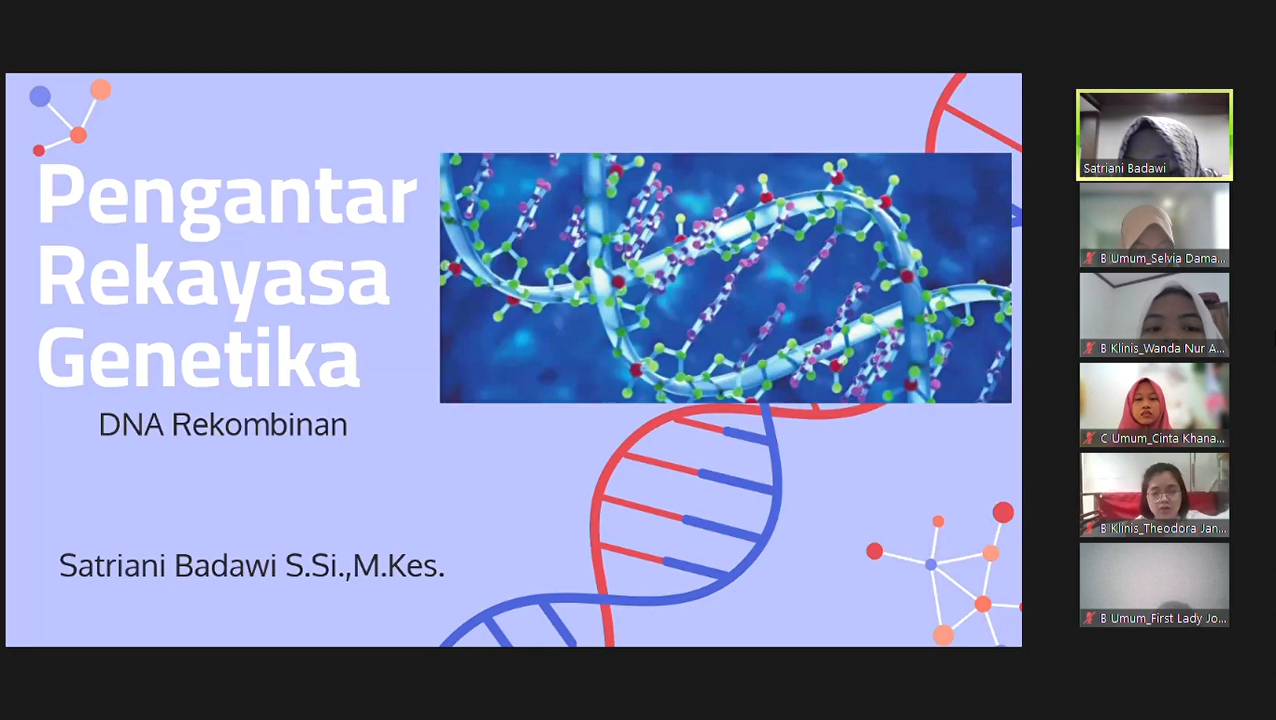 Pengantar
Rekayasa
Genetika
DNA Rekombinan
Satriani Badawi S.Si.,M.Kes.
Satriani Badawi
B Umum_Selvia Dama...
B Klinis_Wanda Nur A...
C Umum_Cinta Khana...
B Klinis_Theodora Jan...
B Umum_First Lady Jo...